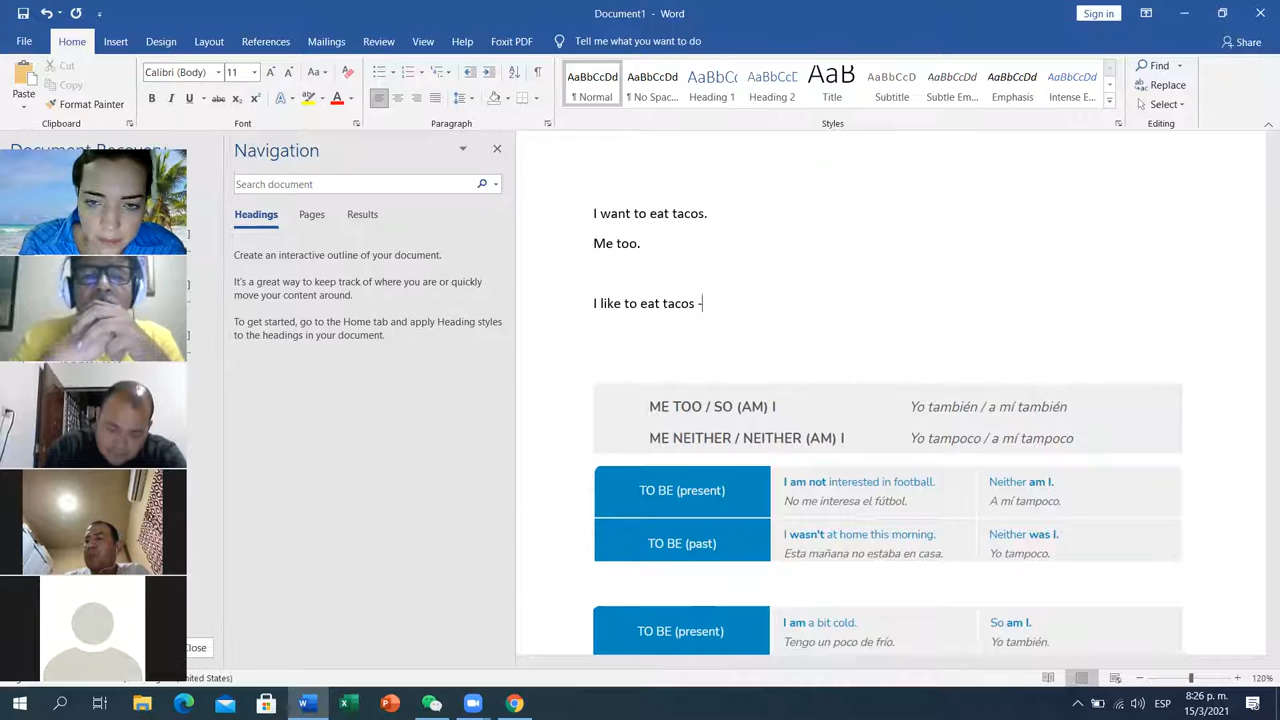 Document1 - Word
Sign in
File Home Insert Design Layout References Mailings Review View Help Foxit PDF Tell me what you want to do Share
Paste
Cut
Copy
Format Painter
Clipboard
Calibri (Body) 11
Font
Paragraph
AaBbCcDd AaBbCcDd AaBbC AaBbCcD AaB AaBbCcD AaBbCcDd AaBbCcDd AaBbCcDd
¶ Normal ¶ No Spac... Heading 1 Heading 2 Title Subtitle Subtle Em... Emphasis Intense E...
Styles
Find
Replace
Select
Editing
Document Recovery
Navigation
Search document
Headings Pages Results
Create an interactive outline of your document.
It's a great way to keep track of where you are or quickly
move your content around.
To get started, go to the Home tab and apply Heading styles
to the headings in your document.
I want to eat tacos.
Me too.
I like to eat tacos -
ME TOO / SO (AM) I Yo también / a mí también
ME NEITHER / NEITHER (AM) I Yo tampoco / a mí tampoco
TO BE (present) I am not interested in football. Neither am I.
No me interesa el fútbol. A mí tampoco.
TO BE (past) I wasn't at home this morning. Neither was I.
Esta mañana no estaba en casa. Yo tampoco.
TO BE (present) I am a bit cold. So am I.
Tengo un poco de frío. Yo también.
lose
(United States)
120%
8:26 p. m.
ESP
15/3/2021